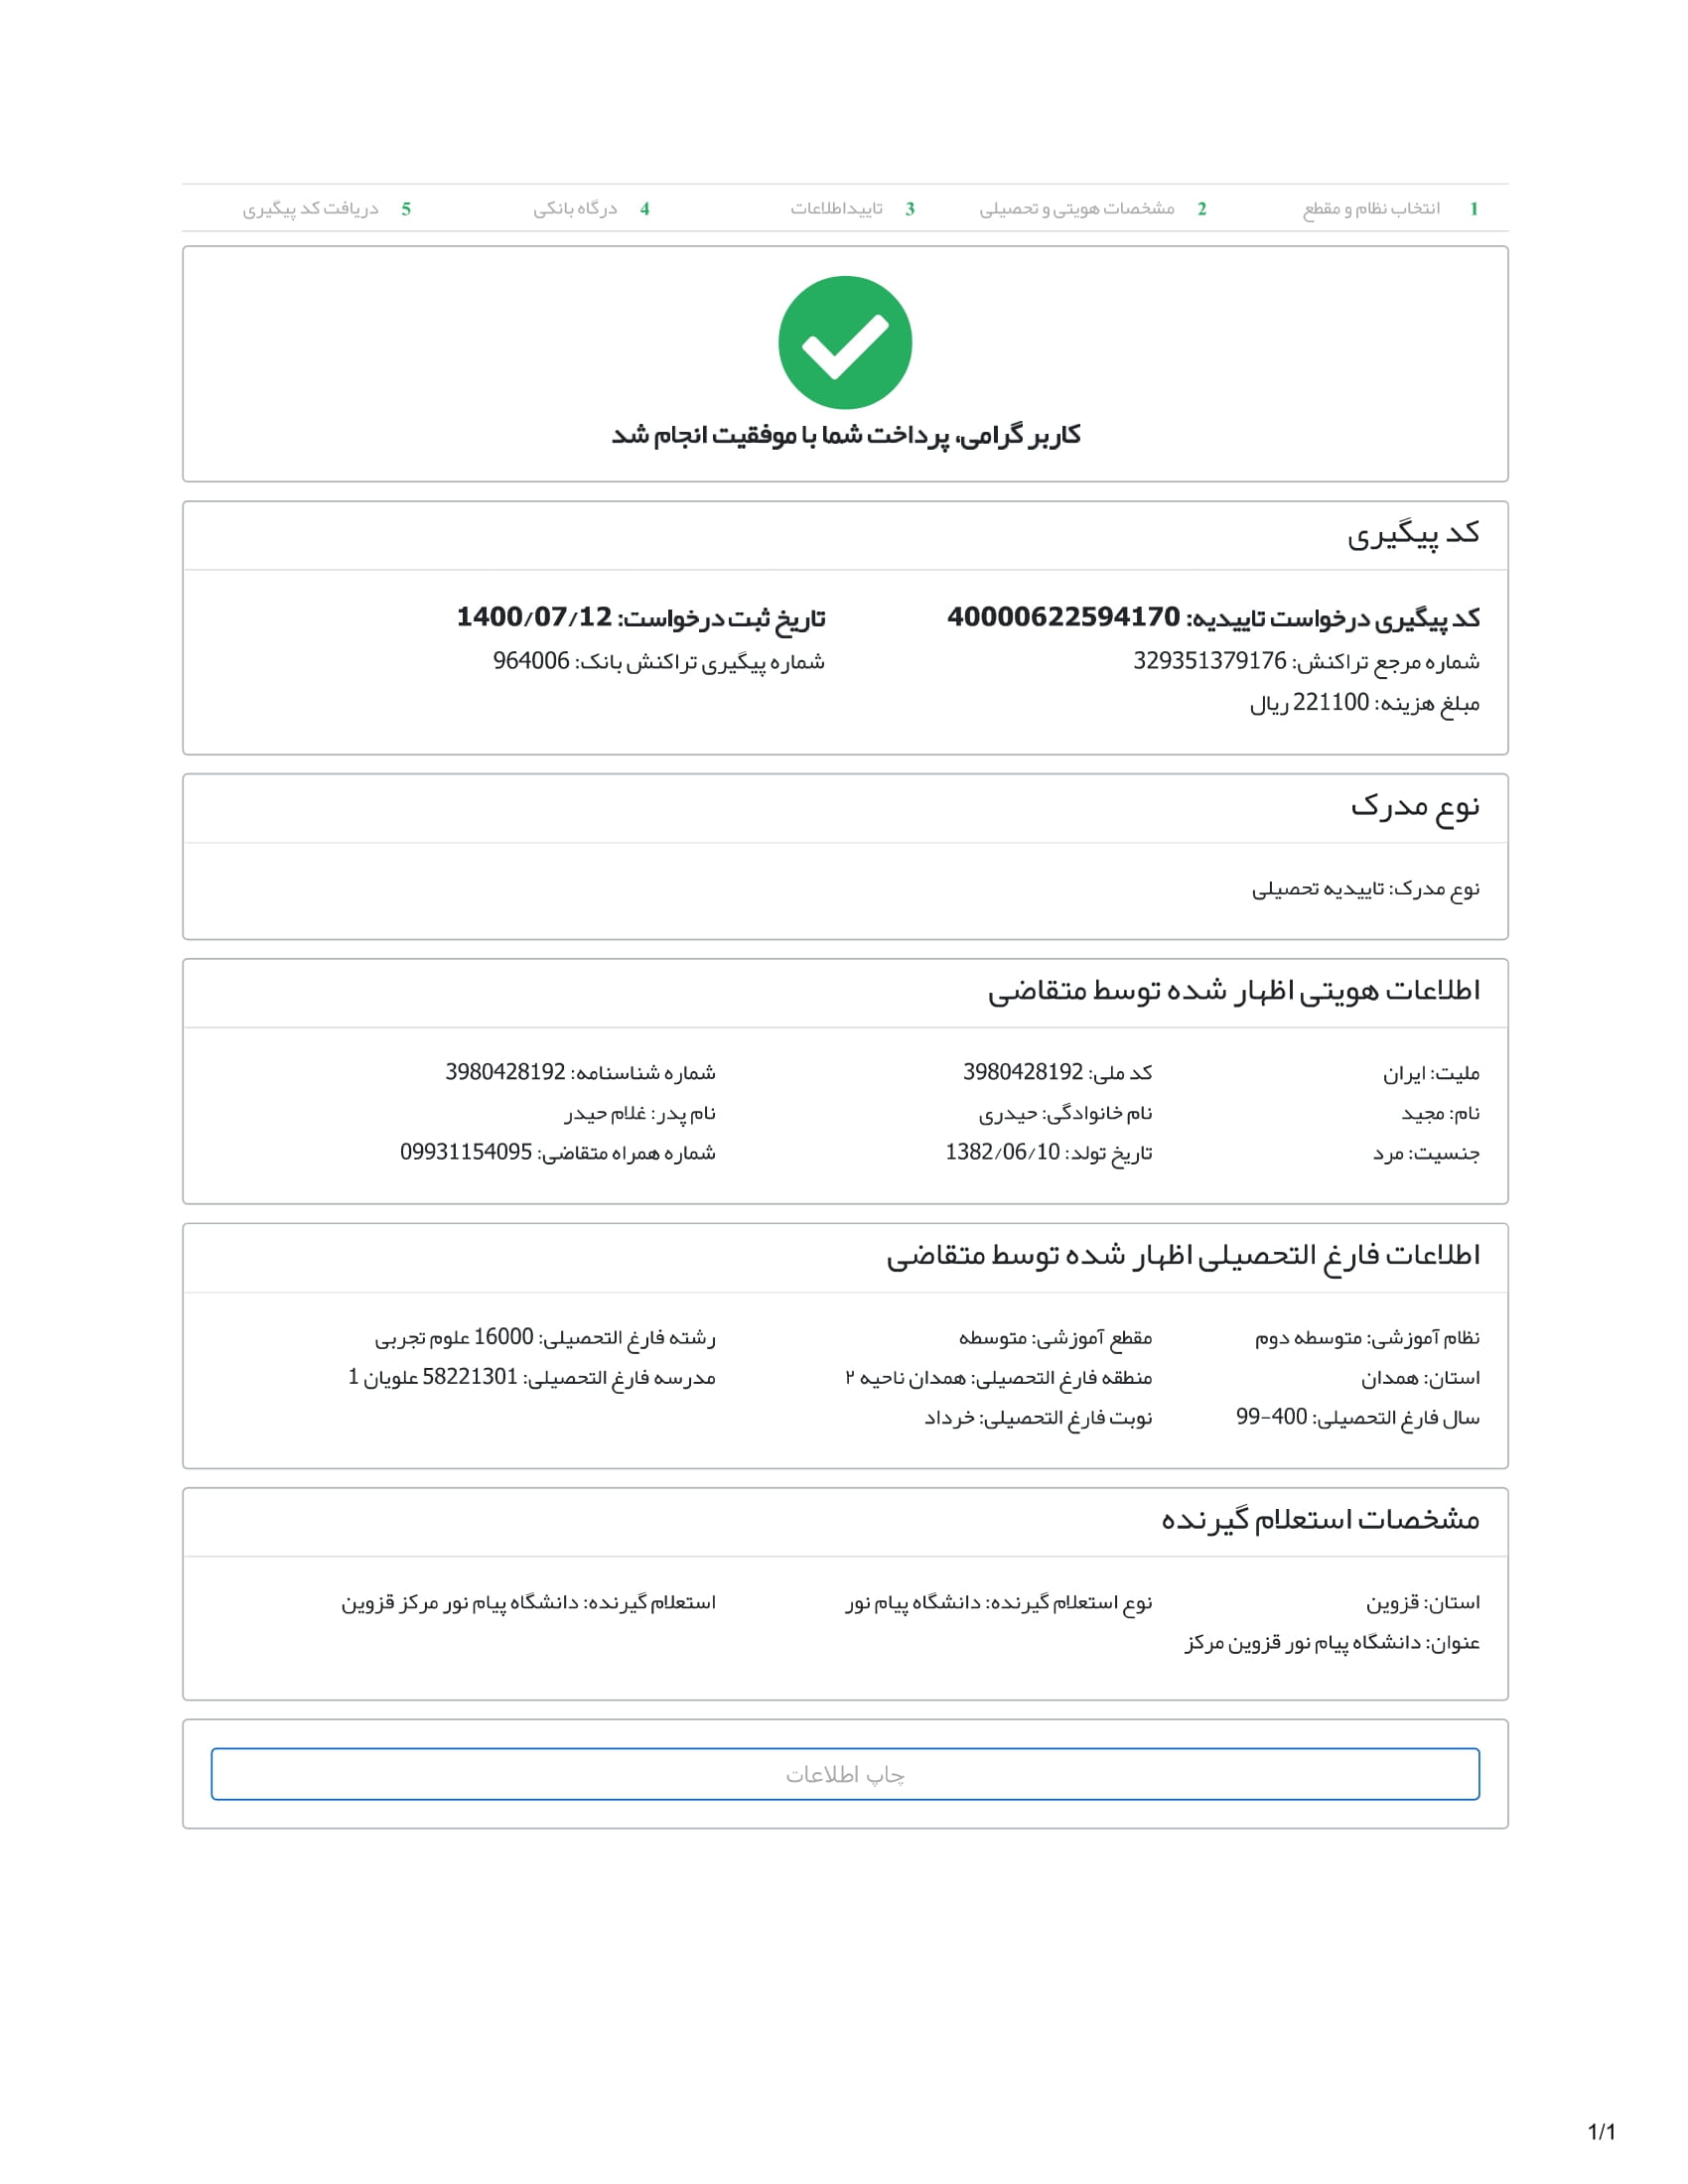 1 انتخاب نظام و مقطع 2 مشخصات هویتی و تحصیلی 3 تاییداطلاعات 4 درگاه بانکی 5 دریافت کد پیگیری
کاربر گرامی، پرداخت شما با موفقیت انجام شد
کد پیگیری
کد پیگیری درخواست تاییدیه: 40000622594170 تاریخ ثبت درخواست: 1400/07/12
شماره مرجع تراکنش: 329351379176 شماره پیگیری تراکنش بانک: 964006
مبلغ هزینه: 221100 ریال
نوع مدرک
نوع مدرک: تاییدیه تحصیلی
اطلاعات هویتی اظهار شده توسط متقاضی
ملیت: ایران کد ملی: 3980428192 شماره شناسنامه: 3980428192
نام: مجید نام خانوادگی: حیدری نام پدر: غلام حیدر
جنسیت: مرد تاریخ تولد: 1382/06/10 شماره همراه متقاضی: 09931154095
اطلاعات فارغ التحصیلی اظهار شده توسط متقاضی
نظام آموزشی: متوسطه دوم مقطع آموزشی: متوسطه رشته فارغ التحصیلی: 16000 علوم تجربی
استان: همدان منطقه فارغ التحصیلی: همدان ناحیه ۲ مدرسه فارغ التحصیلی: 58221301 علویان 1
سال فارغ التحصیلی: 400-99 نوبت فارغ التحصیلی: خرداد
مشخصات استعلام گیرنده
استان: قزوین نوع استعلام گیرنده: دانشگاه پیام نور استعلام گیرنده: دانشگاه پیام نور مرکز قزوین
عنوان: دانشگاه پیام نور قزوین مرکز
چاپ اطلاعات
1/1